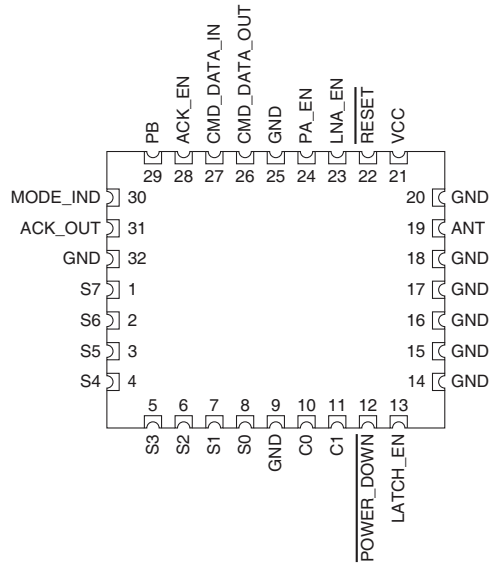 PB
ACK_EN
CMD_DATA_IN
CMD_DATA_OUT
GND
PA_EN
LNA_EN
RESET
VCC
29 28 27 26 25 24 23 22 21
MODE_IND 30
ACK_OUT 31
GND 32
S7 1
S6 2
S5 3
S4 4
20 GND
19 ANT
18 GND
17 GND
16 GND
15 GND
14 GND
5 6 7 8 9 10 11 12 13
S3
S2
S1
S0
GND
C0
C1
POWER_DOWN
LATCH_EN